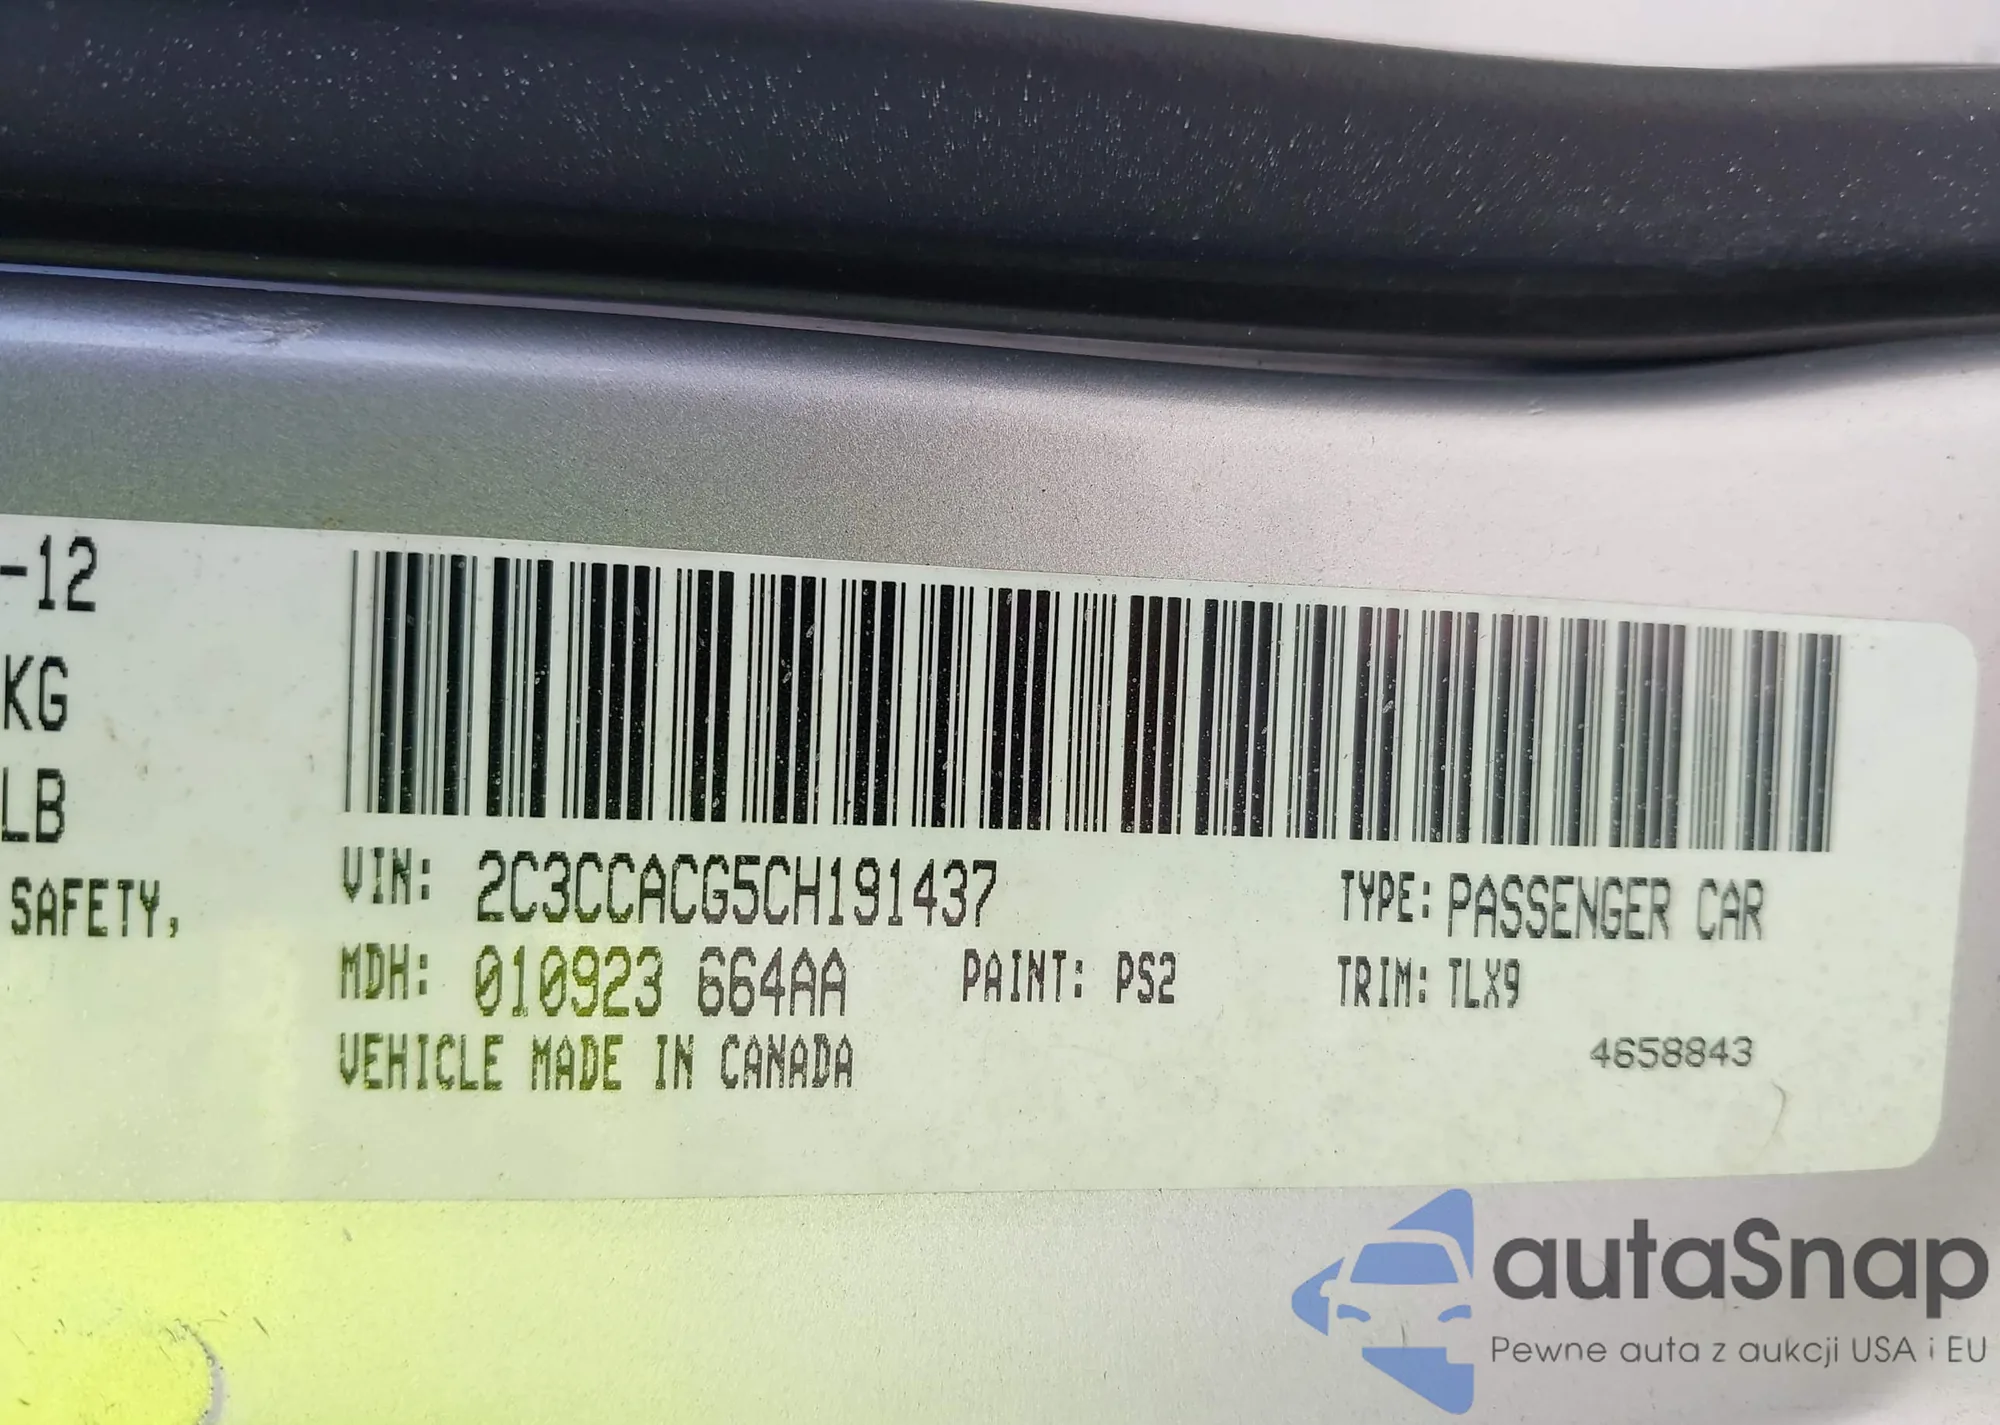 -12
KG
LB
SAFETY,
VIN: 2C3CCACG5CH191437
TYPE: PASSENGER CAR
MDH: 010923 664AA
PAINT: PS2
TRIM: TLX9
VEHICLE MADE IN CANADA
4658843
autaSnap
Pewne auta z aukcji USA i EU